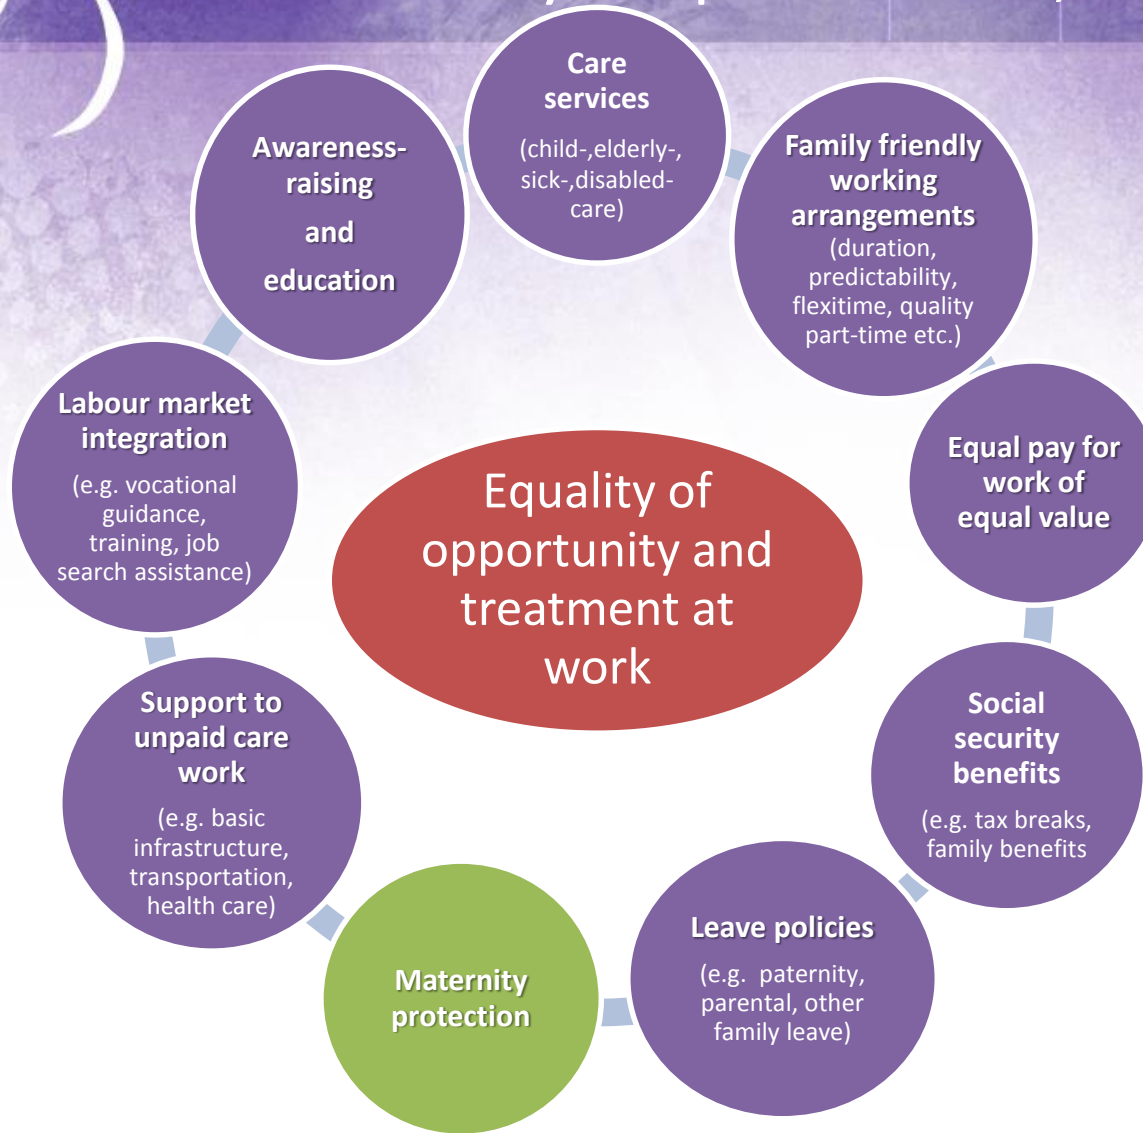 Care
services
(child-,elderly-,
sick-,disabled-
care)
Family friendly
working
arrangements
(duration,
predictability,
flexitime, quality
part-time etc.)
Equal pay for
work of
equal value
Social
security
benefits
(e.g. tax breaks,
family benefits
Leave policies
(e.g. paternity,
parental, other
family leave)
Maternity
protection
Support to
unpaid care
work
(e.g. basic
infrastructure,
transportation,
health care)
Labour market
integration
(e.g. vocational
guidance,
training, job
search assistance)
Awareness-
raising
and
education
Equality of
opportunity and
treatment at
work